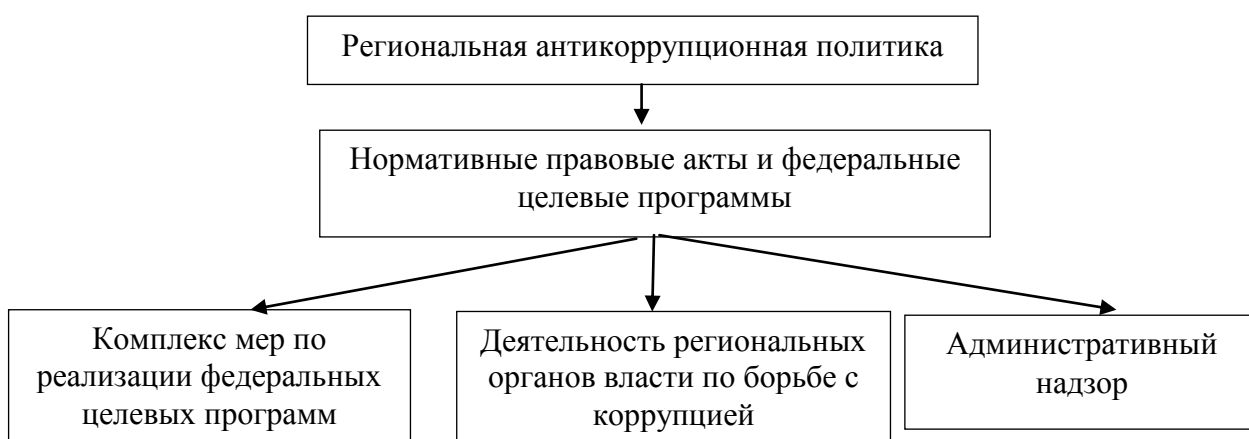 Региональная антикоррупционная политика
Нормативные правовые акты и федеральные
целевые программы
Комплекс мер по
реализации федеральных
целевых программ
Деятельность региональных
органов власти по борьбе с
коррупцией
Административный
надзор